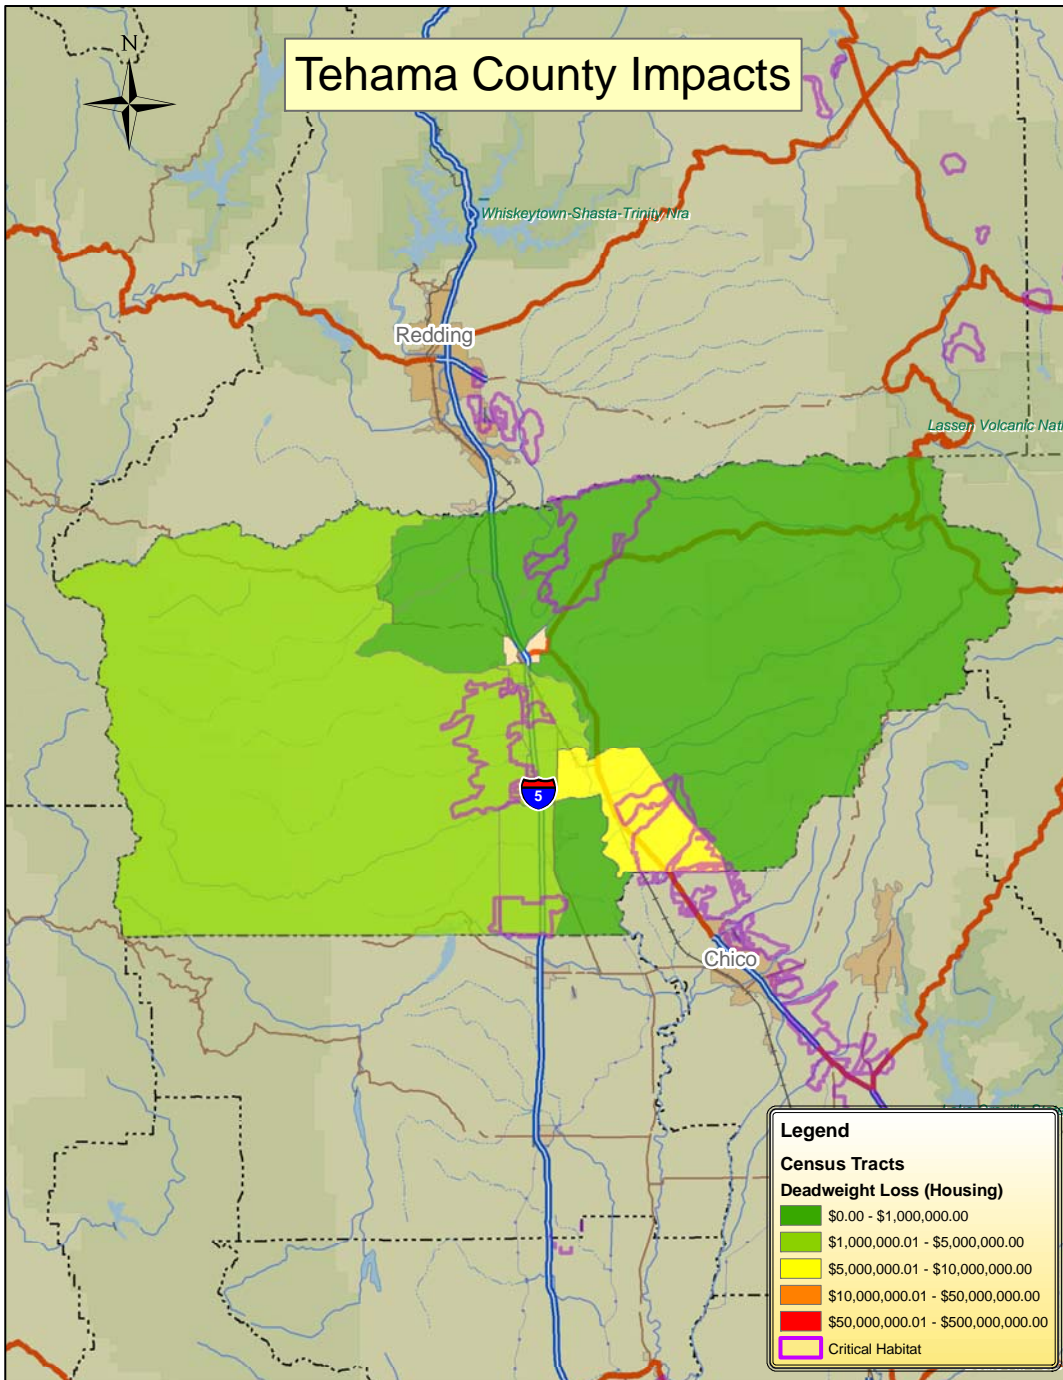 Tehama County Impacts
N
Whiskeytown-Shasta-Trinity Nra
Redding
Lassen Volcanic Nati
5
Chico
Legend
Census Tracts
Deadweight Loss (Housing)
$0.00 - $1,000,000.00
$1,000,000.01 - $5,000,000.00
$5,000,000.01 - $10,000,000.00
$10,000,000.01 - $50,000,000.00
$50,000,000.01 - $500,000,000.00
Critical Habitat